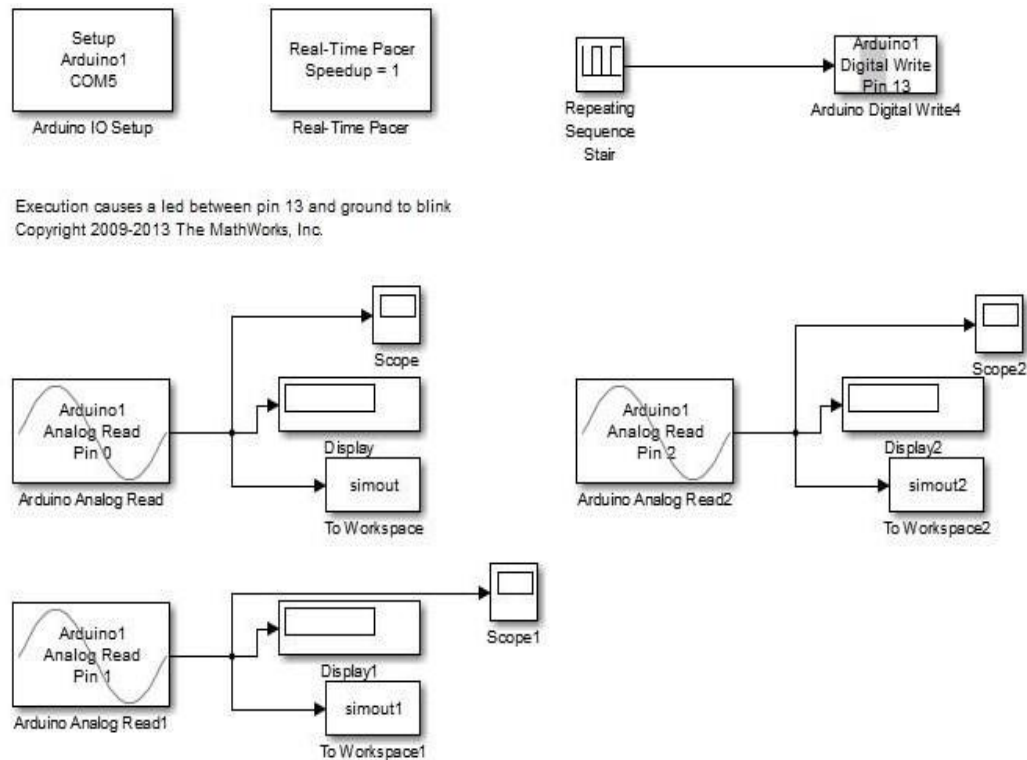 Setup
Arduino1
COM5
Arduino IO Setup
Real-Time Pacer
Speedup = 1
Real-Time Pacer
Repeating
Sequence
Stair
Arduino1
Digital Write
Pin 13
Arduino Digital Write4
Execution causes a led between pin 13 and ground to blink
Copyright 2009-2013 The MathWorks, Inc.
Scope
Arduino1
Analog Read
Pin 0
Arduino Analog Read
Display
simout
To Workspace
Scope2
Arduino1
Analog Read
Pin 2
Arduino Analog Read2
Display2
simout2
To Workspace2
Scope1
Arduino1
Analog Read
Pin 1
Arduino Analog Read1
Display1
simout1
To Workspace1